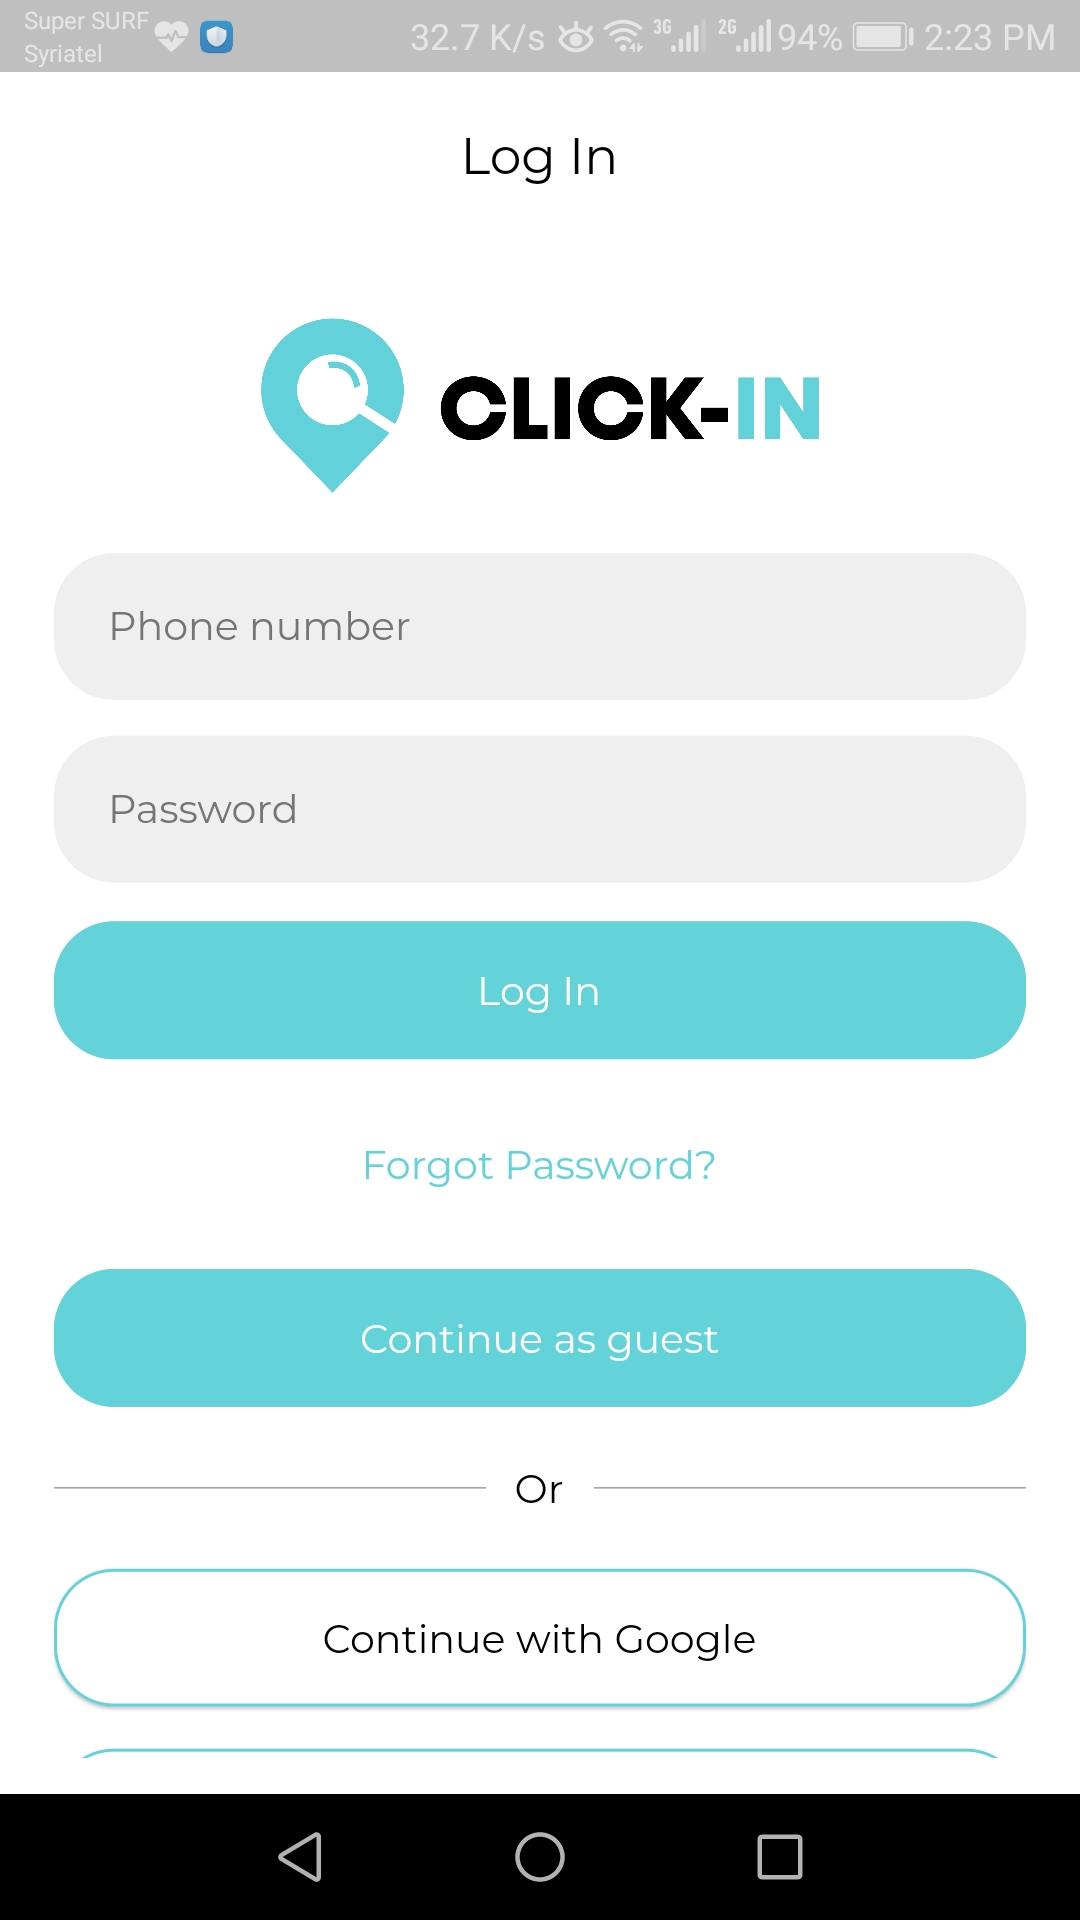 Super SURF
Syriatel
32.7 K/s 3G 2G 94% 2:23 PM
Log In
CLICK-IN
Phone number
Password
Log In
Forgot Password?
Continue as guest
Or
Continue with Google